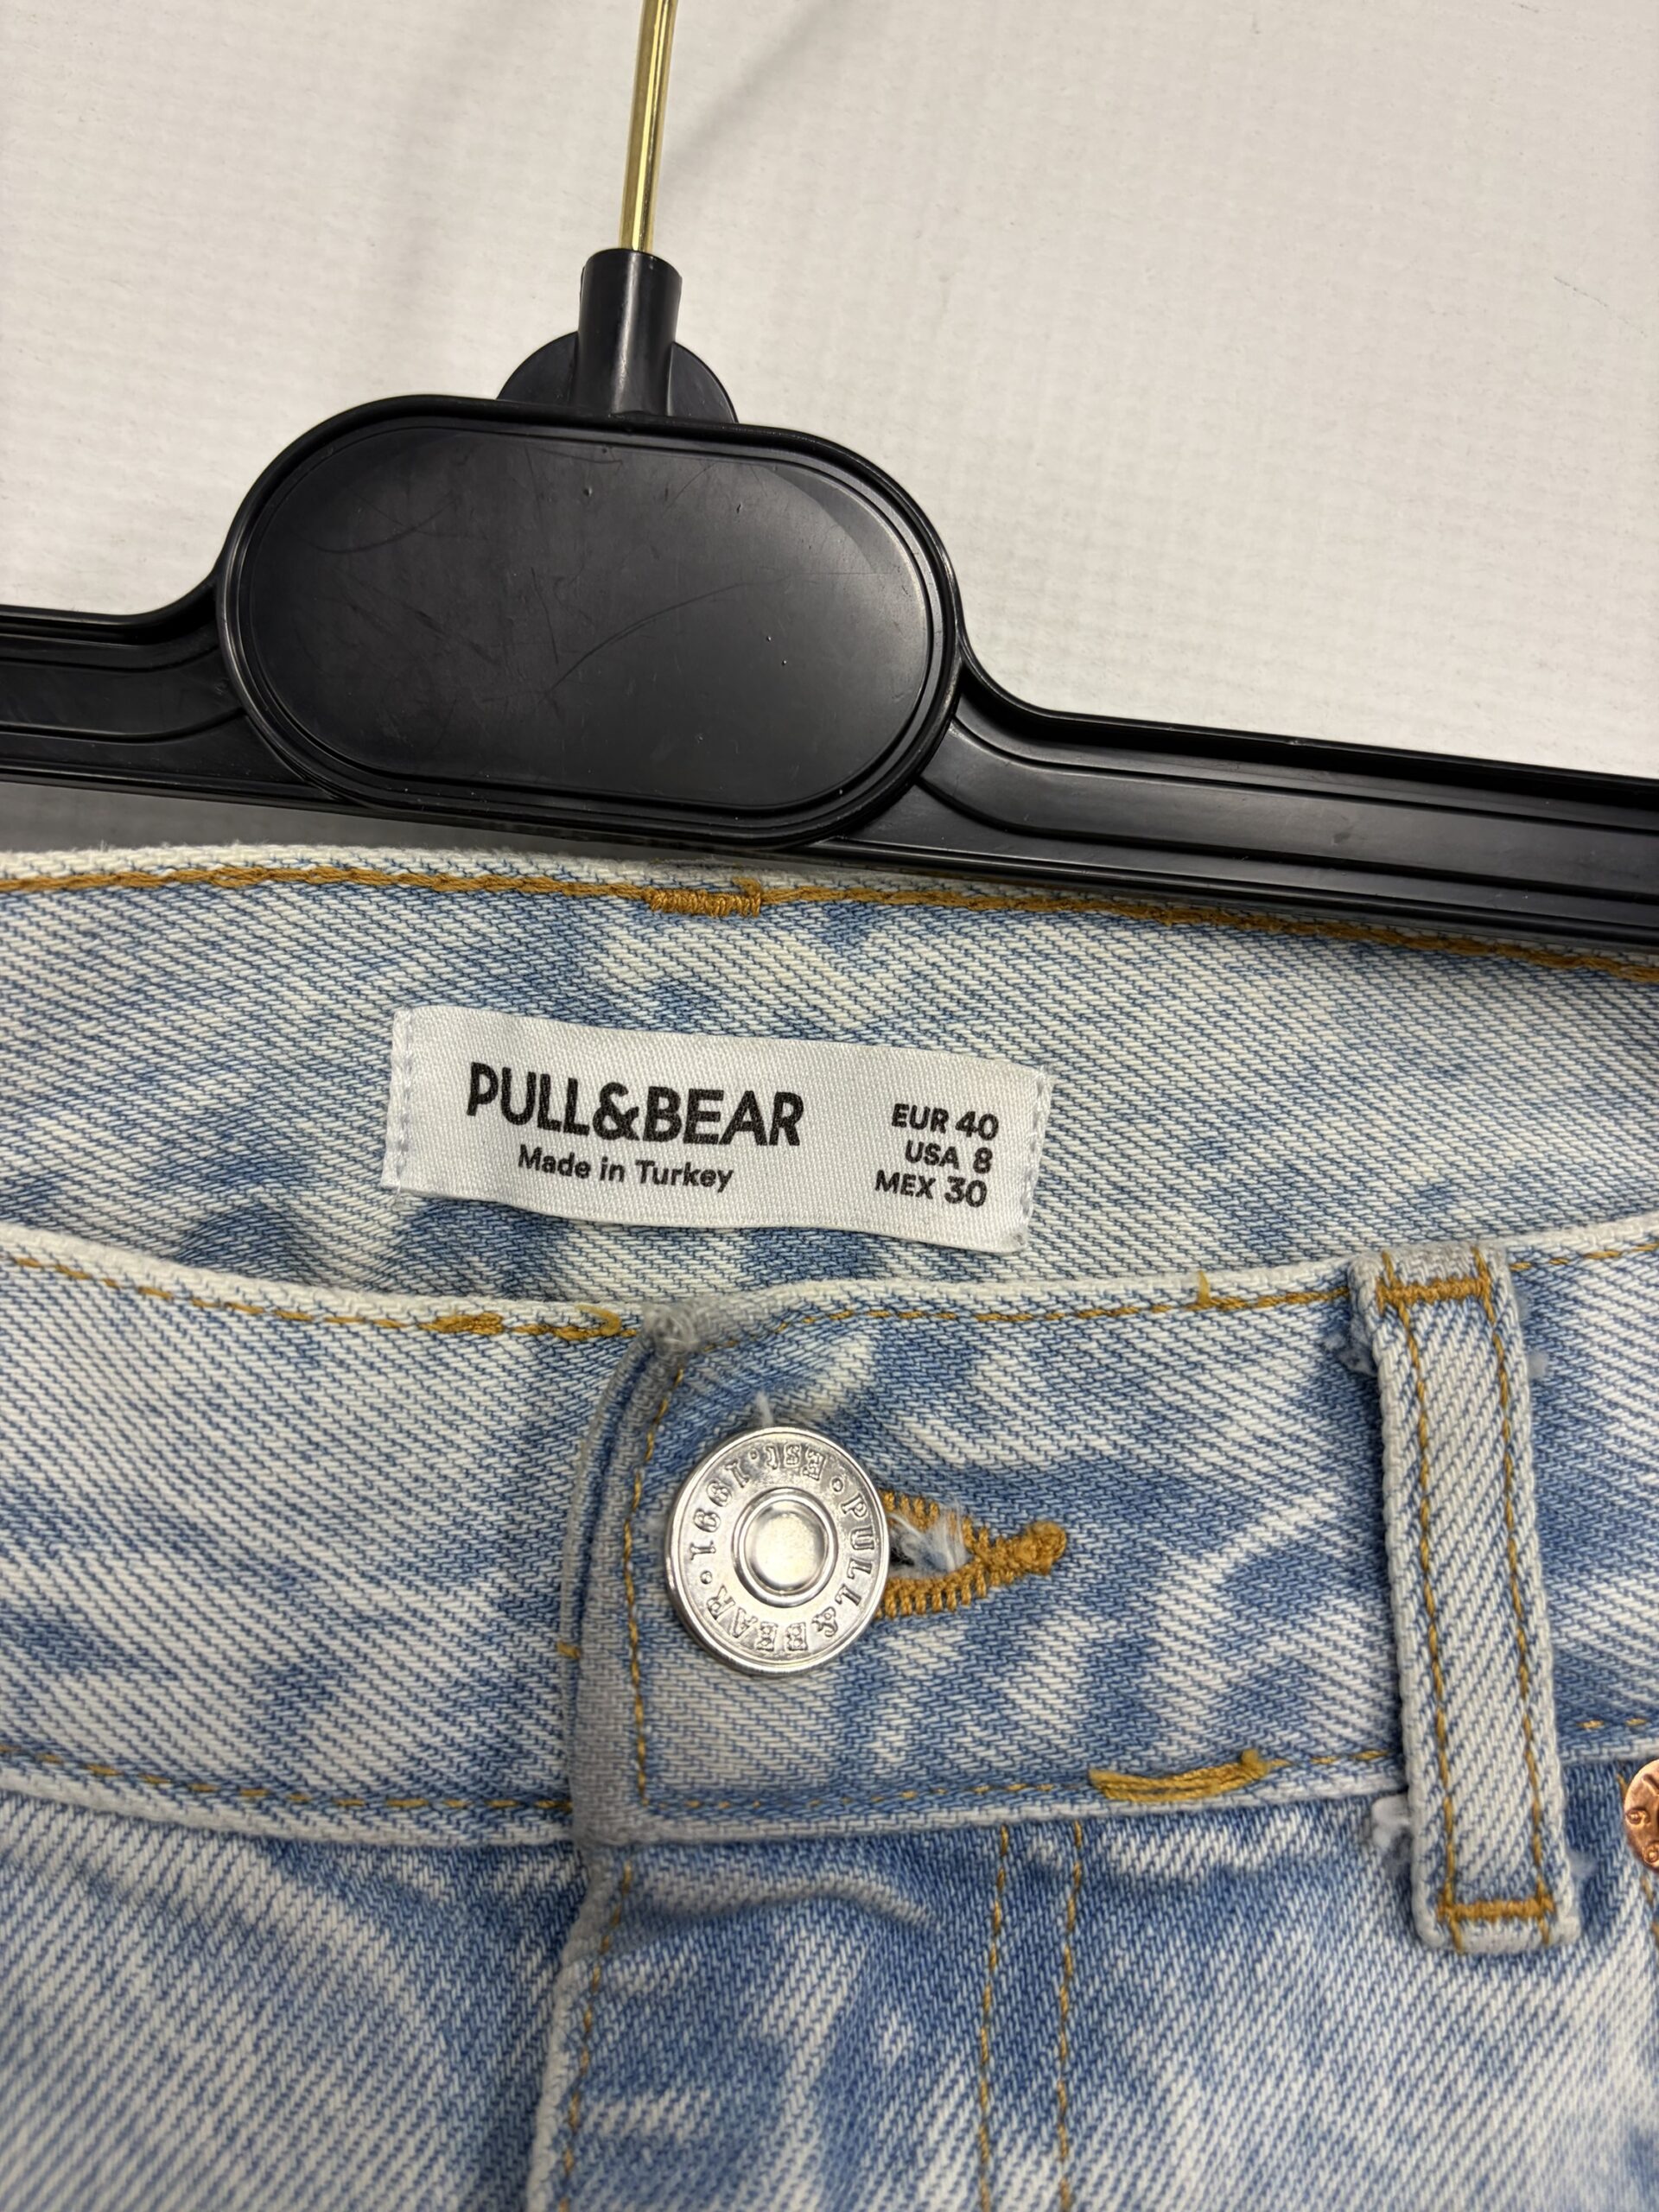 PULL&BEAR
Made in Turkey
EUR 40
USA 8
MEX 30
PULL&BEAR · 1991 · EST.